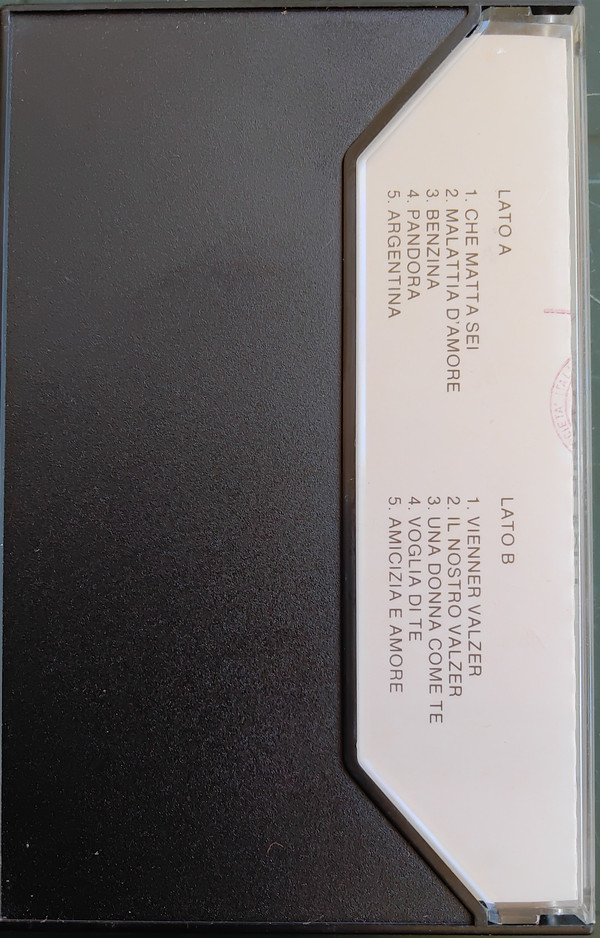 LATO A
1. CHE MATTA SEI
2. MALATTIA D'AMORE
3. BENZINA
4. PANDORA
5. ARGENTINA
LATO B
1. VIENNER VALZER
2. IL NOSTRO VALZER
3. UNA DONNA COME TE
4. VOGLIA DI TE
5. AMICIZIA E AMORE